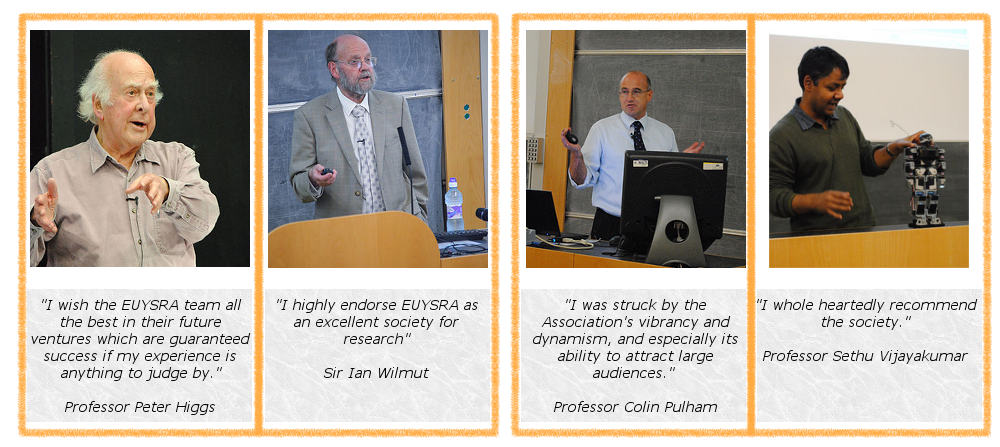 "I wish the EUYSRA team all
the best in their future
ventures which are guaranteed
success if my experience is
anything to judge by."
Professor Peter Higgs
"I highly endorse EUYSRA as
an excellent society for
research"
Sir Ian Wilmut
"I was struck by the
Association's vibrancy and
dynamism, and especially its
ability to attract large
audiences."
Professor Colin Pulham
"I whole heartedly recommend
the society."
Professor Sethu Vijayakumar